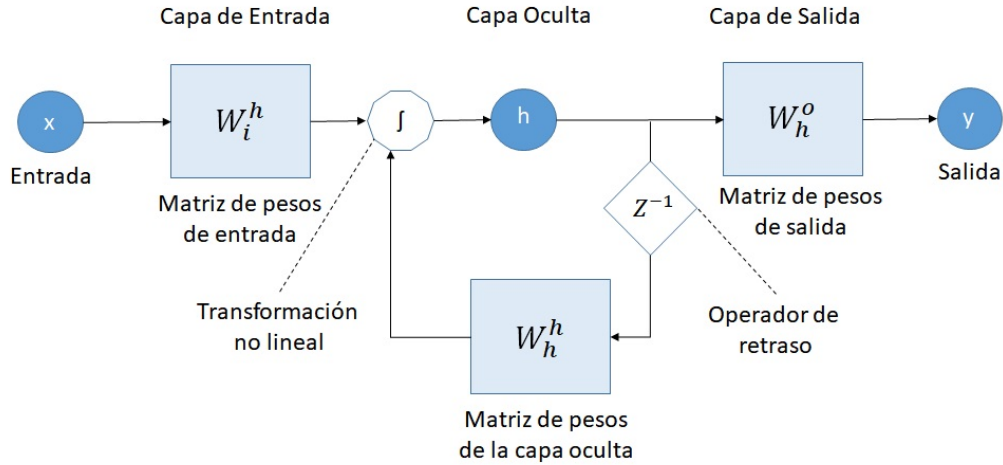 Capa de Entrada
Capa Oculta
Capa de Salida
x
W_i^h
∫
h
W_h^o
y
Entrada
Salida
Matriz de pesos
de entrada
Z^{-1}
Matriz de pesos
de salida
Transformación
no lineal
W_h^h
Operador de
retraso
Matriz de pesos
de la capa oculta